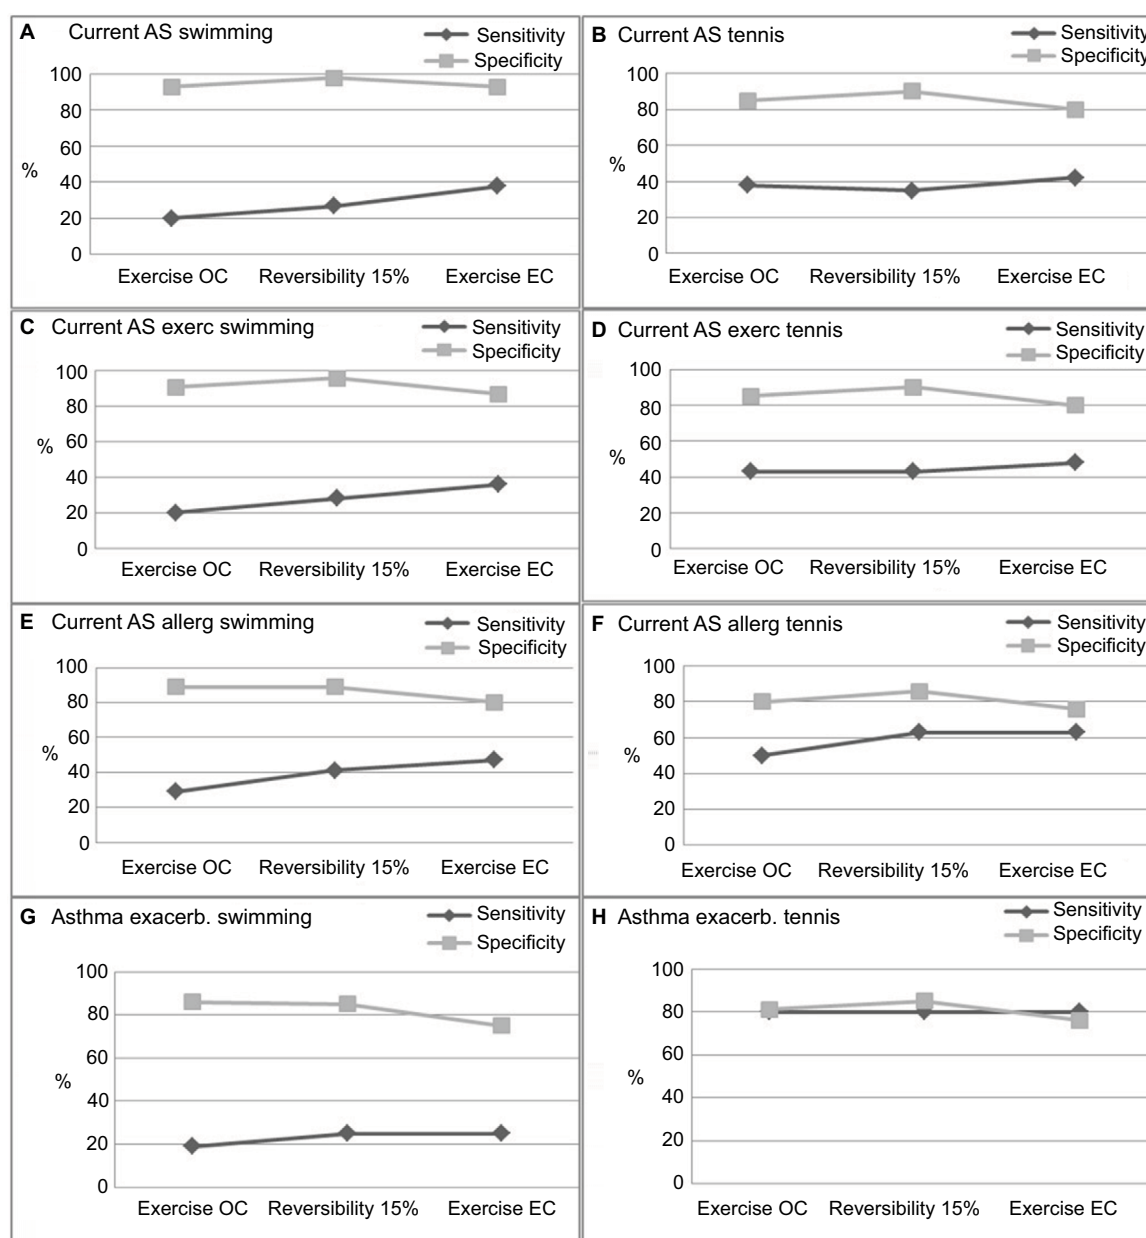 A Current AS swimming
Sensitivity
Specificity
100
80
60
%
40
20
0
Exercise OC Reversibility 15% Exercise EC
B Current AS tennis
Sensitivity
Specificity
100
80
60
%
40
20
0
Exercise OC Reversibility 15% Exercise EC
C Current AS exerc swimming
Sensitivity
Specificity
100
80
60
%
40
20
0
Exercise OC Reversibility 15% Exercise EC
D Current AS exerc tennis
Sensitivity
Specificity
100
80
60
%
40
20
0
Exercise OC Reversibility 15% Exercise EC
E Current AS allerg swimming
Sensitivity
Specificity
100
80
60
%
40
20
0
Exercise OC Reversibility 15% Exercise EC
F Current AS allerg tennis
Sensitivity
Specificity
100
80
60
%
40
20
0
Exercise OC Reversibility 15% Exercise EC
G Asthma exacerb. swimming
Sensitivity
Specificity
100
80
60
%
40
20
0
Exercise OC Reversibility 15% Exercise EC
H Asthma exacerb. tennis
Sensitivity
Specificity
100
80
60
%
40
20
0
Exercise OC Reversibility 15% Exercise EC